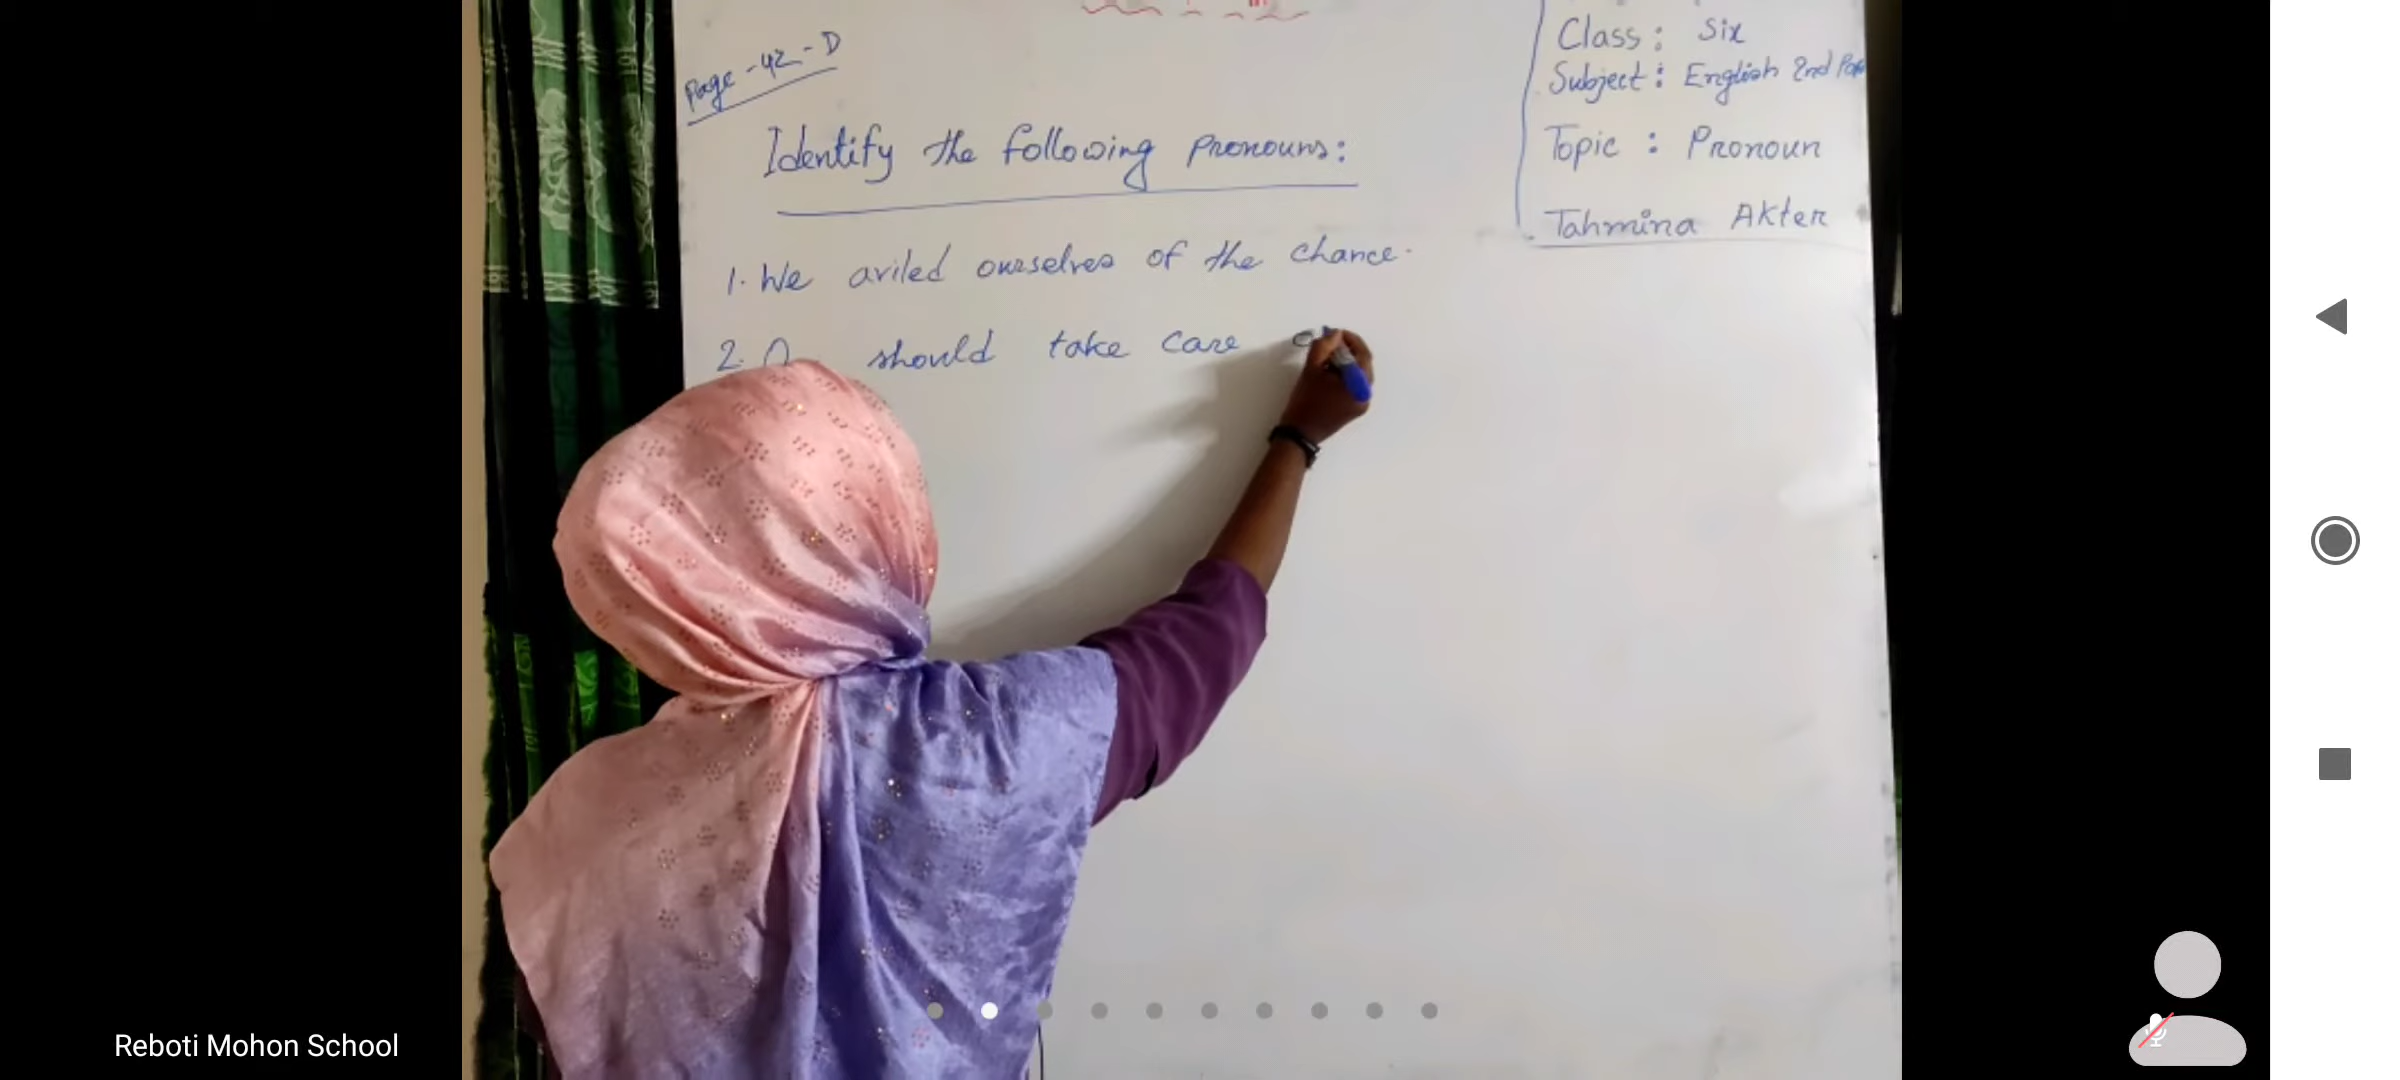 Page-42-D
Class: Six
Subject: English 2nd
Topic: Pronoun
Tahmina Akter
Identify the following pronouns:
1. We aviled ourselves of the chance.
2. should take care
Reboti Mohon School